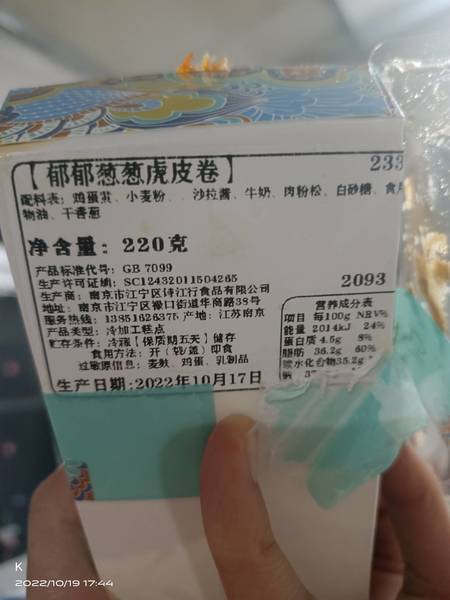 【郁郁葱葱虎皮卷】
233
配料表：鸡蛋黄、小麦粉、、沙拉酱、牛奶、肉粉松、白砂糖、食用
物油、干香葱
净含量：220克
产品标准代号：GB 7099
生产许可证编：SC12432011504265
生产商：南京市江宁区诗江行食品有限公司
地址：南京市江宁区禄口街道华商路38号
服务热线：13851626375 产地：江苏南京
产品类型：冷加工糕点
贮存条件：冷藏【保质期五天】储存
食用方法：开（袋/盖）即食
过敏原信息：麦麸、鸡蛋、乳制品
生产日期：2022年10月17日
2093
营养成分表
项目 每100g NRV%
能量 2014kJ 24%
蛋白质 4.5g 8%
脂肪 36.2g 60%
碳水化合物35.2g
钠
K
2022/10/19 17:44